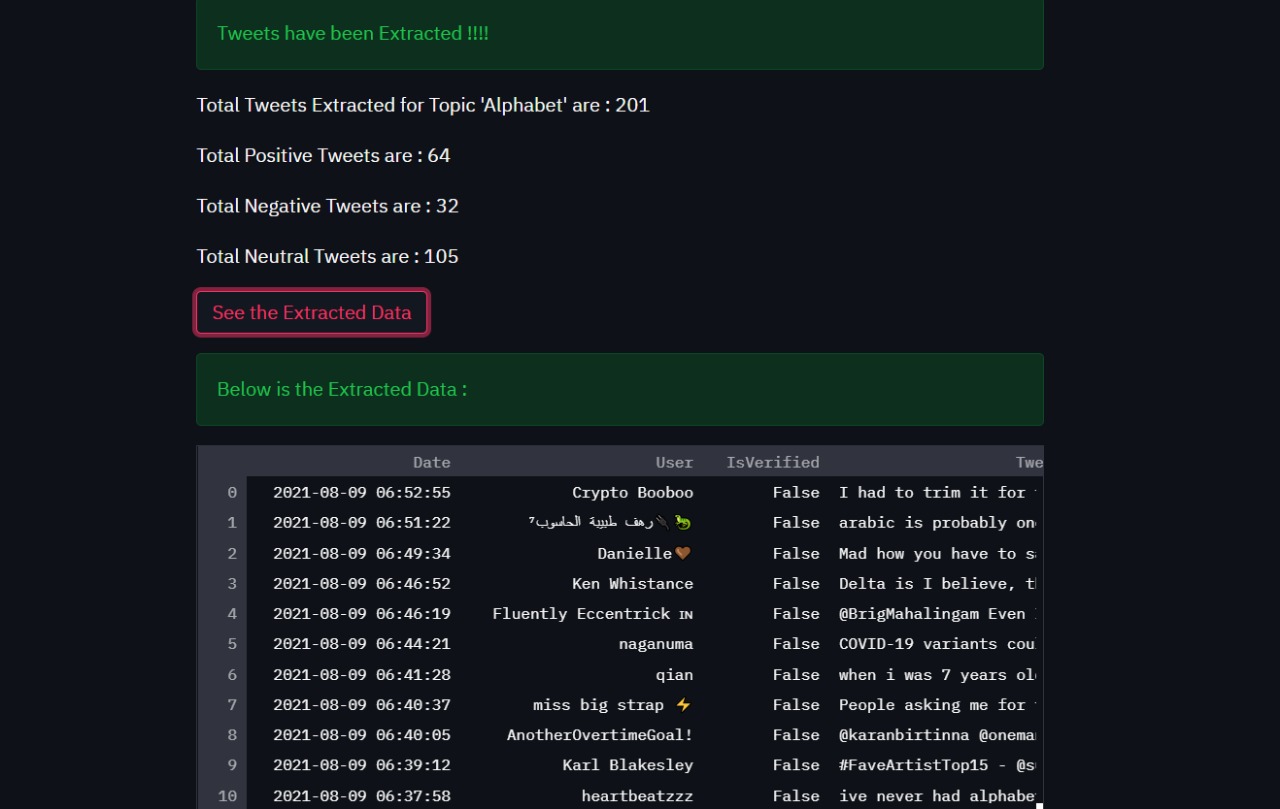 Tweets have been Extracted !!!!
Total Tweets Extracted for Topic 'Alphabet' are : 201
Total Positive Tweets are : 64
Total Negative Tweets are : 32
Total Neutral Tweets are : 105
See the Extracted Data
Below is the Extracted Data :
Date User IsVerified Twe
0 2021-08-09 06:52:55 Crypto Booboo False I had to trim it for
1 2021-08-09 06:51:22 رهف طبيبة الحاسوب⁷🔌🦎 False arabic is probably on
2 2021-08-09 06:49:34 Danielle🤎 False Mad how you have to s
3 2021-08-09 06:46:52 Ken Whistance False Delta is I believe, t
4 2021-08-09 06:46:19 Fluently Eccentrick 🇮🇳 False @BrigMahalingam Even
5 2021-08-09 06:44:21 naganuma False COVID-19 variants cou
6 2021-08-09 06:41:28 qian False when i was 7 years ol
7 2021-08-09 06:40:37 miss big strap ⚡ False People asking me for
8 2021-08-09 06:40:05 AnotherOvertimeGoal! False @karanbirtinna @onema
9 2021-08-09 06:39:12 Karl Blakesley False #FaveArtistTop15 - @s
10 2021-08-09 06:37:58 heartbeatzzz False ive never had alphabe